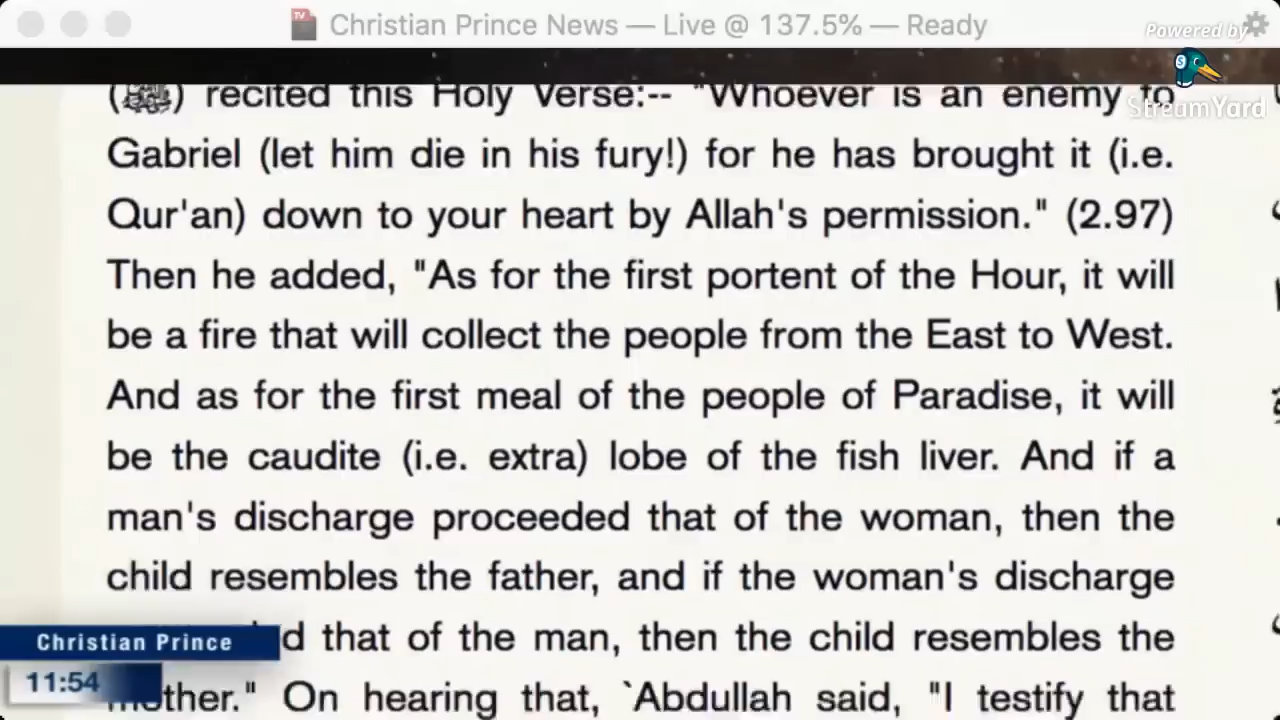 Christian Prince News — Live @ 137.5% — Ready
Powered by
StreamYard
recited this Holy Verse:-- "Whoever is an enemy to
Gabriel (let him die in his fury!) for he has brought it (i.e.
Qur'an) down to your heart by Allah's permission." (2.97)
Then he added, "As for the first portent of the Hour, it will
be a fire that will collect the people from the East to West.
And as for the first meal of the people of Paradise, it will
be the caudite (i.e. extra) lobe of the fish liver. And if a
man's discharge proceeded that of the woman, then the
child resembles the father, and if the woman's discharge
that of the man, then the child resembles the
On hearing that, `Abdullah said, "I testify that
Christian Prince
11:54